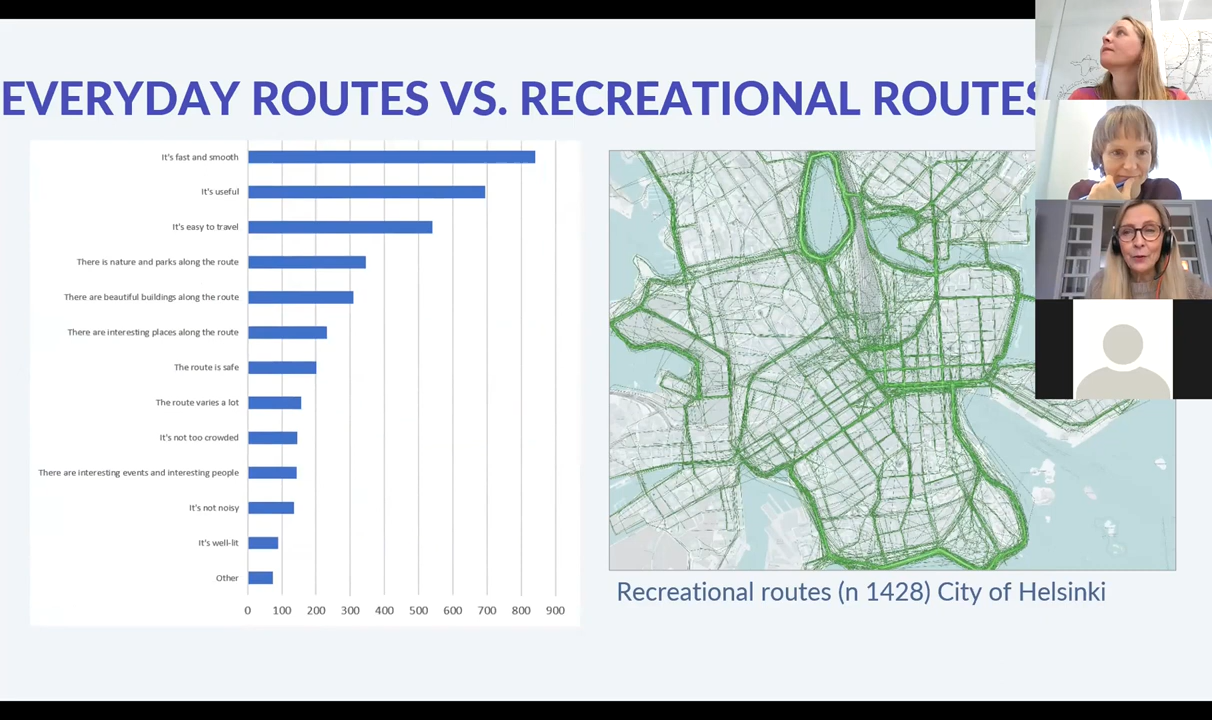 EVERYDAY ROUTES VS. RECREATIONAL ROUTES
It's fast and smooth
It's useful
It's easy to travel
There is nature and parks along the route
There are beautiful buildings along the route
There are interesting places along the route
The route is safe
The route varies a lot
It's not too crowded
There are interesting events and interesting people
It's not noisy
It's well-lit
Other
0 100 200 300 400 500 600 700 800 900
Recreational routes (n 1428) City of Helsinki